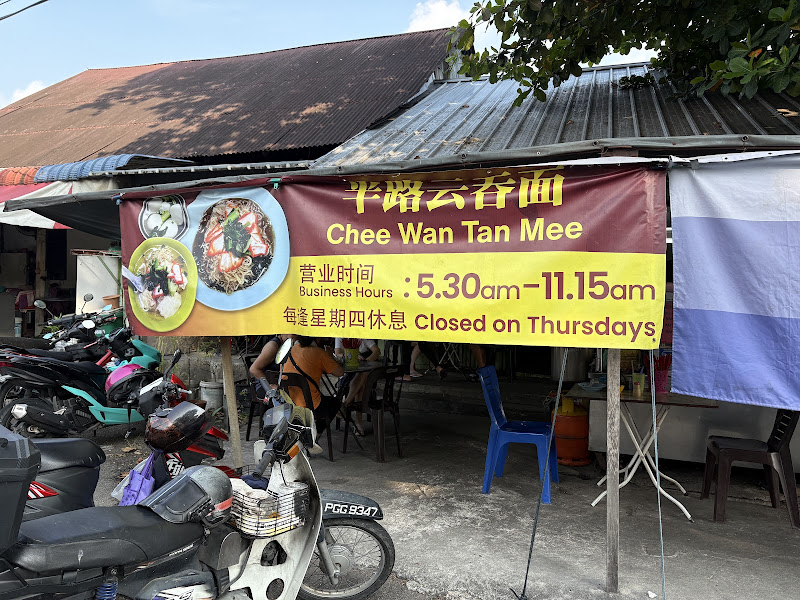 平路云吞面
Chee Wan Tan Mee
营业时间
Business Hours : 5.30am-11.15am
每逢星期四休息 Closed on Thursdays
PGG 9347